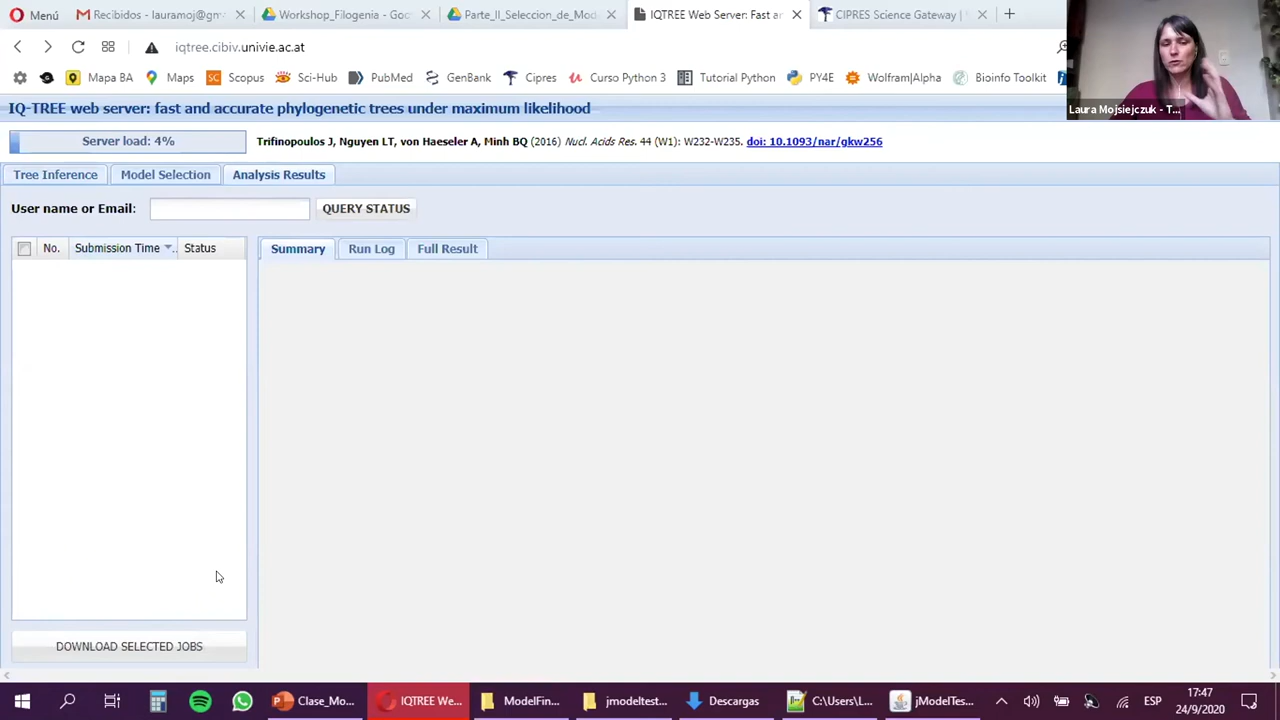 Menú
Recibidos - lauramoj@gm
Workshop_Filogenia - Goo
Parte_II_Seleccion_de_Mod
IQTREE Web Server: Fast an
CIPRES Science Gateway |
iqtree.cibiv.univie.ac.at
Mapa BA
Maps
Scopus
Sci-Hub
PubMed
GenBank
Cipres
Curso Python 3
Tutorial Python
PY4E
Wolfram|Alpha
Bioinfo Toolkit
Laura Mojsiejczuk - T...
IQ-TREE web server: fast and accurate phylogenetic trees under maximum likelihood
Server load: 4%
Trifinopoulos J, Nguyen LT, von Haeseler A, Minh BQ (2016) Nucl. Acids Res. 44 (W1): W232-W235. doi: 10.1093/nar/gkw256
Tree Inference
Model Selection
Analysis Results
User name or Email:
QUERY STATUS
No.
Submission Time
Status
Summary
Run Log
Full Result
DOWNLOAD SELECTED JOBS
Clase_Mo...
IQTREE We...
ModelFin...
jmodeltest...
Descargas
C:\Users\L...
jModelTes...
ESP
17:47
24/9/2020